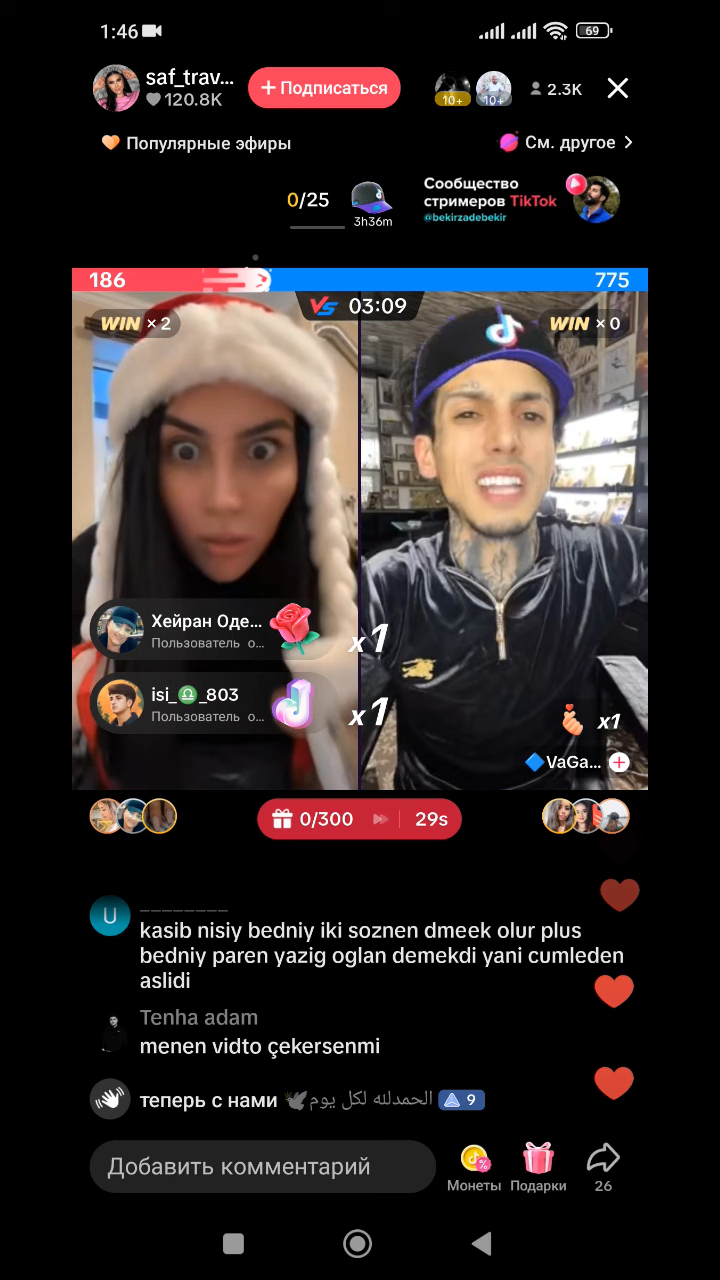 1:46
69
saf_trav...
120.8K
+ Подписаться
10+
10+
2.3K
Популярные эфиры
См. другое
0/25
3h36m
Сообщество
стримеров TikTok
@bekirzadebekir
186
775
VS 03:09
WIN × 2
WIN × 0
Хейран Оде...
Пользователь о...
x1
isi_♎_803
Пользователь о...
x1
x1
VaGa...
0/300
29s
U
________
kasib nisiy bedniy iki soznen dmeek olur plus
bedniy paren yazig oglan demekdi yani cumleden
aslidi
Tenha adam
menen vidto çekersenmi
теперь с нами 🕊الحمدلله لكل يوم 9
Добавить комментарий
Монеты
Подарки
26